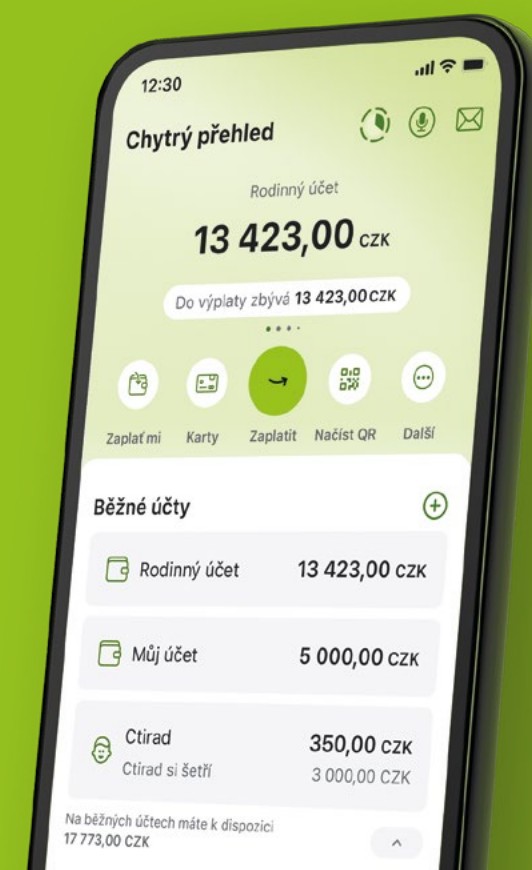 12:30
Chytrý přehled
Rodinný účet
13 423,00 CZK
Do výplaty zbývá 13 423,00 CZK
Zaplať mi Karty Zaplatit Načíst QR Další
Běžné účty
Rodinný účet 13 423,00 CZK
Můj účet 5 000,00 CZK
Ctirad 350,00 CZK
Ctirad si šetří 3 000,00 CZK
Na běžných účtech máte k dispozici
17 773,00 CZK